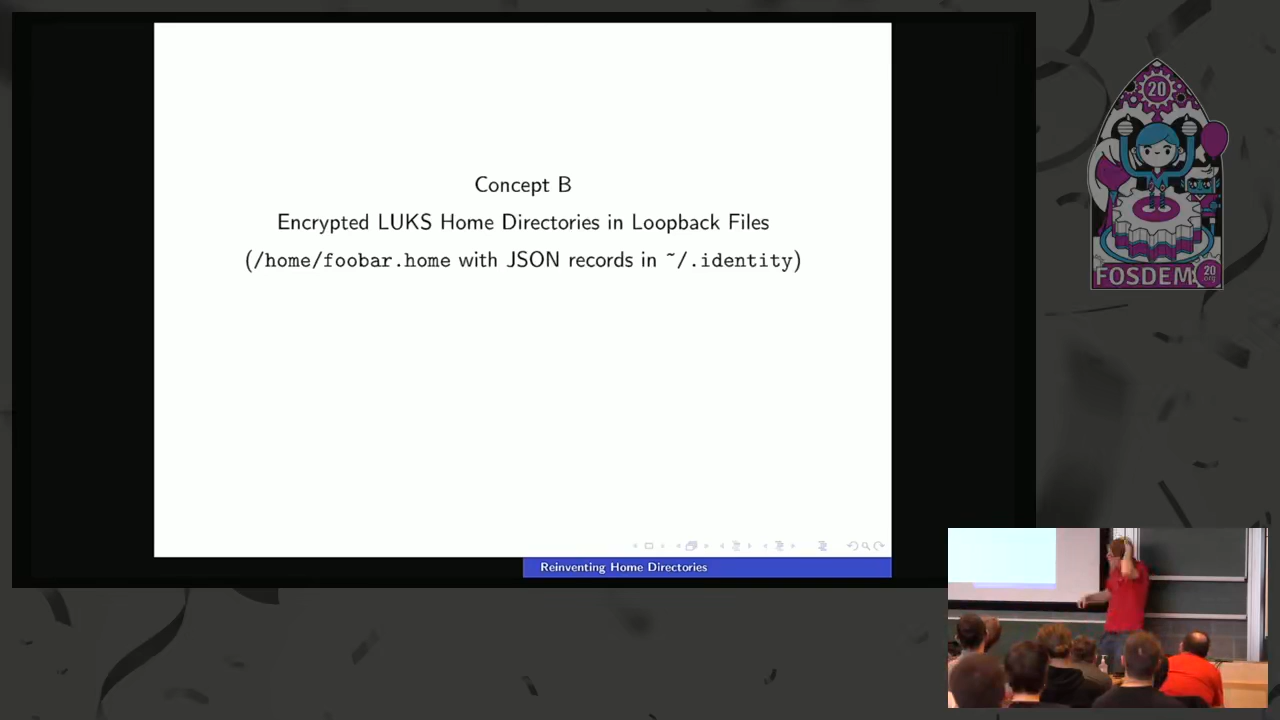 Concept B
Encrypted LUKS Home Directories in Loopback Files
(/home/foobar.home with JSON records in ~/.identity)
Reinventing Home Directories
20
FOSDEM
20
.org